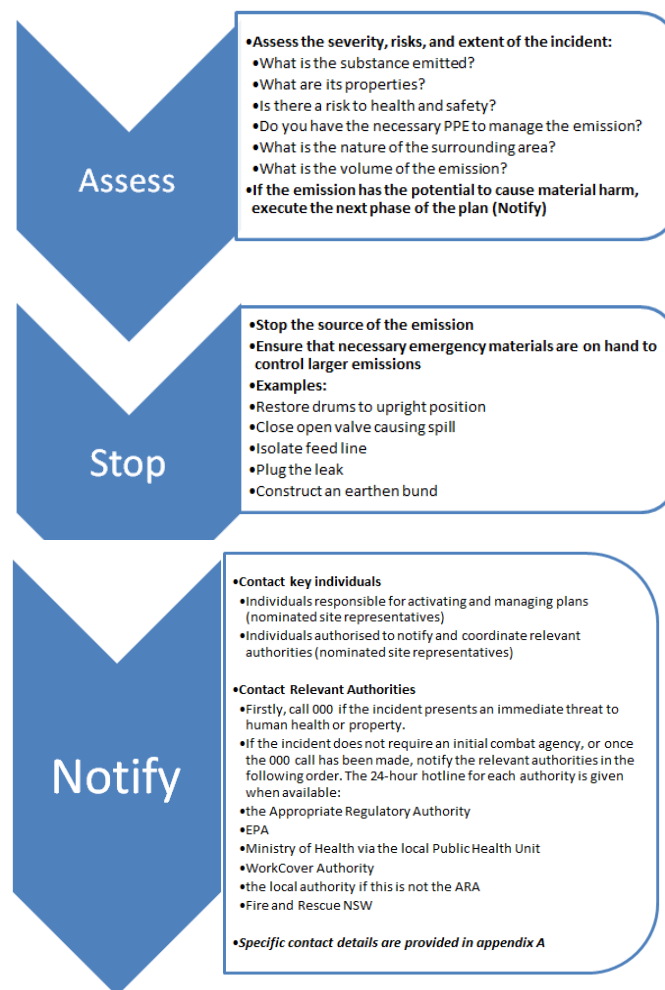 Assess
•Assess the severity, risks, and extent of the incident:
•What is the substance emitted?
•What are its properties?
•Is there a risk to health and safety?
•Do you have the necessary PPE to manage the emission?
•What is the nature of the surrounding area?
•What is the volume of the emission?
•If the emission has the potential to cause material harm,
execute the next phase of the plan (Notify)
Stop
•Stop the source of the emission
•Ensure that necessary emergency materials are on hand to
control larger emissions
•Examples:
•Restore drums to upright position
•Close open valve causing spill
•Isolate feed line
•Plug the leak
•Construct an earthen bund
Notify
•Contact key individuals
•Individuals responsible for activating and managing plans
(nominated site representatives)
•Individuals authorised to notify and coordinate relevant
authorities (nominated site representatives)
•Contact Relevant Authorities
•Firstly, call 000 if the incident presents an immediate threat to
human health or property.
•If the incident does not require an initial combat agency, or once
the 000 call has been made, notify the relevant authorities in the
following order. The 24-hour hotline for each authority is given
when available:
•the Appropriate Regulatory Authority
•EPA
•Ministry of Health via the local Public Health Unit
•WorkCover Authority
•the local authority if this is not the ARA
•Fire and Rescue NSW
•Specific contact details are provided in appendix A